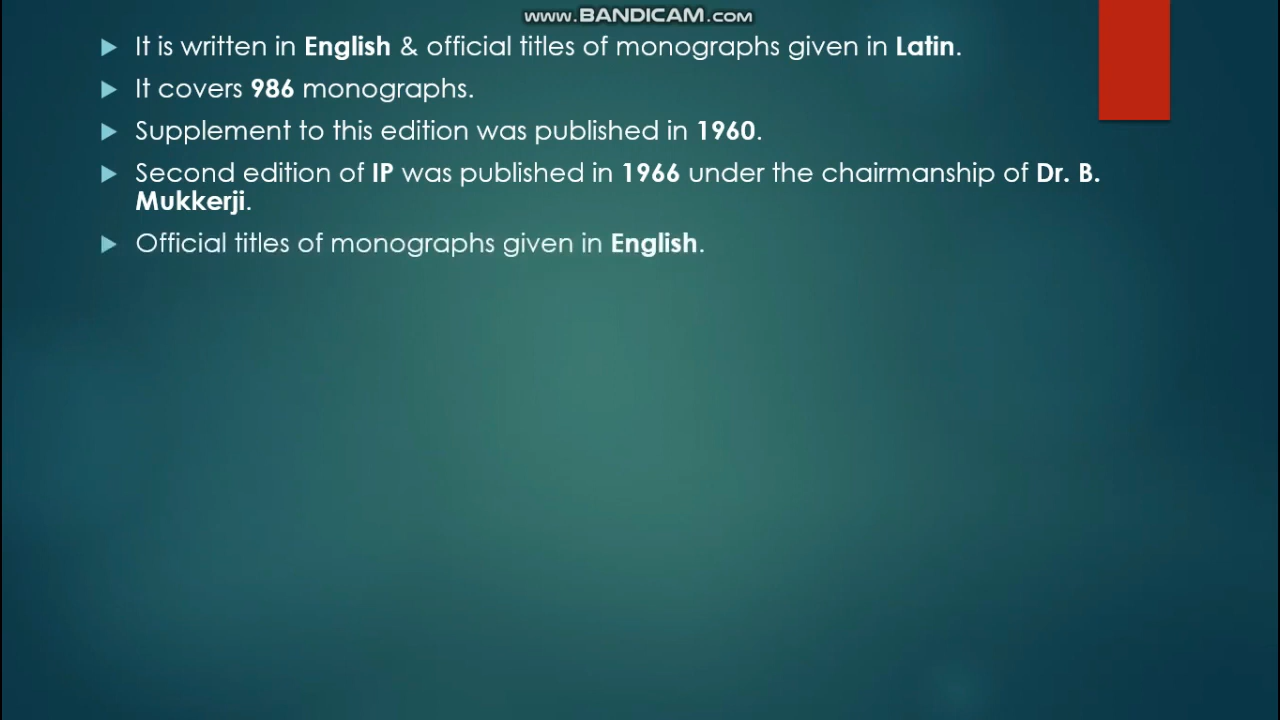 www.BANDICAM.com
It is written in English & official titles of monographs given in Latin.
It covers 986 monographs.
Supplement to this edition was published in 1960.
Second edition of IP was published in 1966 under the chairmanship of Dr. B.
Mukkerji.
Official titles of monographs given in English.